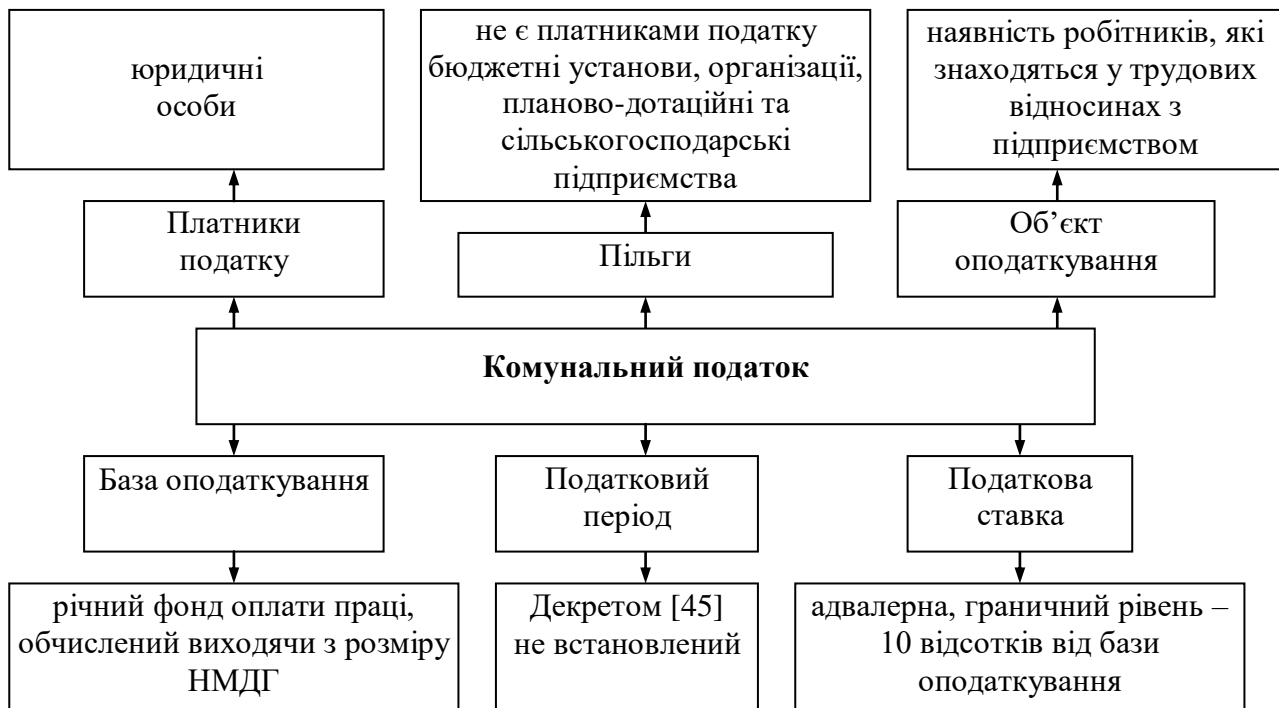 юридичні
особи
не є платниками податку
бюджетні установи, організації,
планово-дотаційні та
сільськогосподарські
підприємства
наявність робітників, які
знаходяться у трудових
відносинах з
підприємством
Платники
податку
Пільги
Об’єкт
оподаткування
Комунальний податок
База оподаткування
Податковий
період
Податкова
ставка
річний фонд оплати праці,
обчислений виходячи з розміру
НМДГ
Декретом [45]
не встановлений
адвалерна, граничний рівень –
10 відсотків від бази
оподаткування